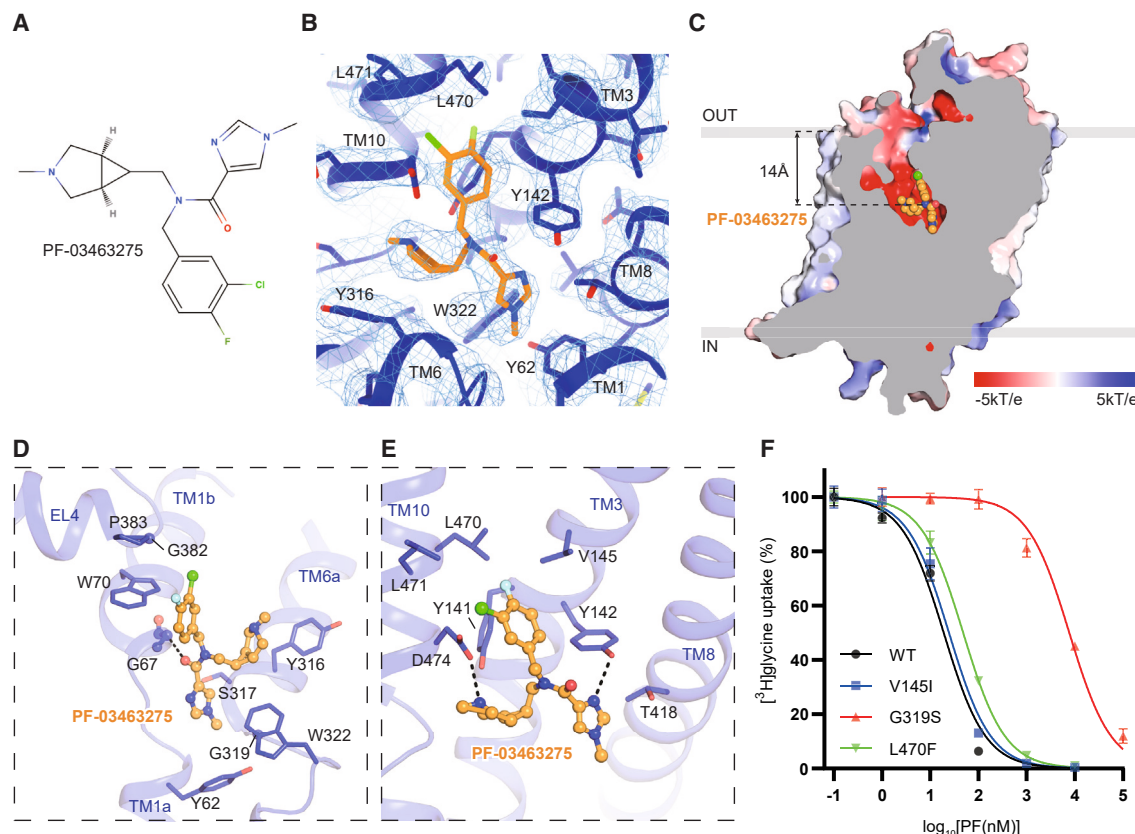 A
N
N
H
N
N
O
H
PF-03463275
Cl
F
B
L471
L470
TM3
TM10
Y142
TM8
Y316
W322
TM6
Y62
TM1
C
OUT
14Å
PF-03463275
IN
-5kT/e 5kT/e
D
TM1b
EL4
P383
G382
W70
TM6a
G67
Y316
S317
PF-03463275
W322
G319
TM1a
Y62
E
TM3
TM10
L470
V145
L471
Y141
Y142
D474
TM8
T418
PF-03463275
F
[³H]glycine uptake (%)
100
80
60
40
20
0
WT
V145I
G319S
L470F
-1 0 1 2 3 4 5
log₁₀[PF(nM)]